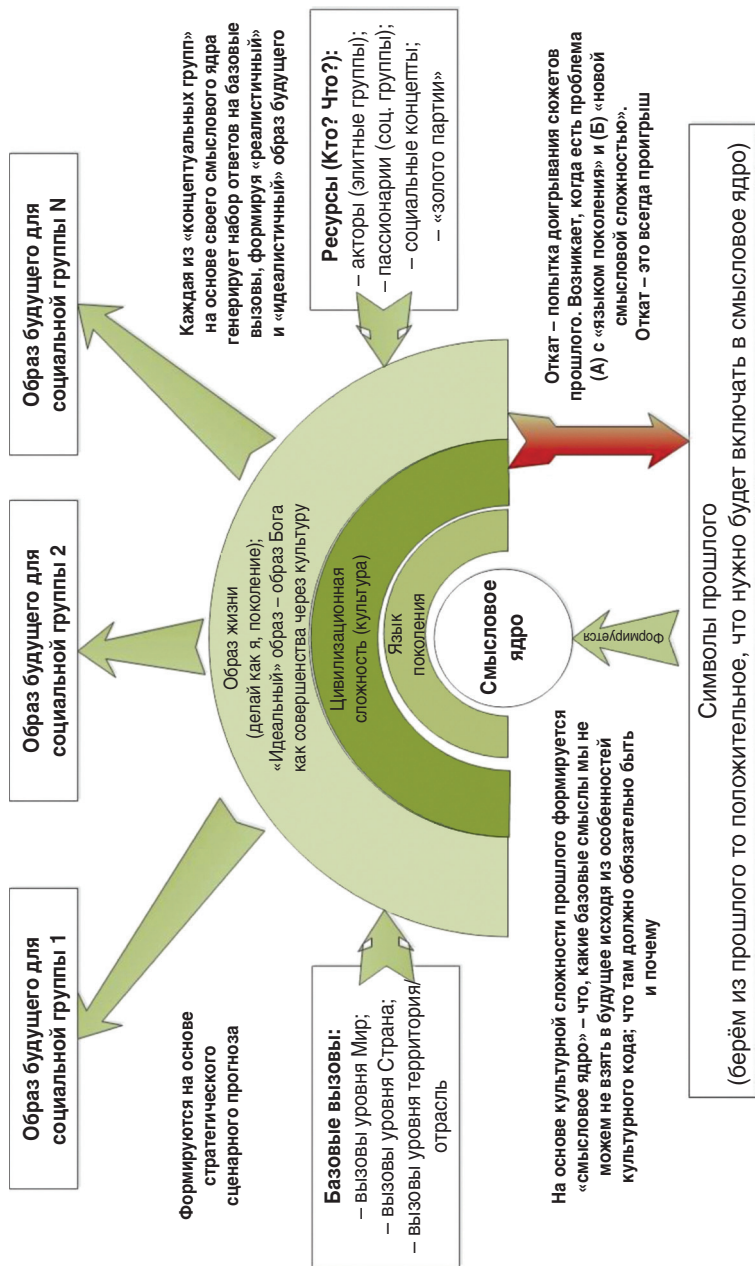 Образ будущего для
социальной группы 1
Образ будущего для
социальной группы 2
Образ будущего для
социальной группы N
Формируются на основе
стратегического
сценарного прогноза
Каждая из «концептуальных групп»
на основе своего смыслового ядра
генерирует набор ответов на базовые
вызовы, формируя «реалистичный»
и «идеалистичный» образ будущего
Базовые вызовы:
– вызовы уровня Мир;
– вызовы уровня Страна;
– вызовы уровня территория/
отрасль
Образ жизни
(делай как я, поколение);
«Идеальный» образ – образ Бога
как совершенства через культуру
Цивилизационная
сложность (культура)
Язык
поколения
Смысловое
ядро
Ресурсы (Кто? Что?):
– акторы (элитные группы);
– пассионарии (соц. группы);
– социальные концепты;
– «золото партии»
На основе культурной сложности прошлого формируется
«смысловое ядро» – что, какие базовые смыслы мы не
можем не взять в будущее исходя из особенностей
культурного кода; что там должно обязательно быть
и почему
Формируется
Откат – попытка доигрывания сюжетов
прошлого. Возникает, когда есть проблема
(А) с «языком поколения» и (Б) «новой
смысловой сложностью».
Откат – это всегда проигрыш
Символы прошлого
(берём из прошлого то положительное, что нужно будет включать в смысловое ядро)